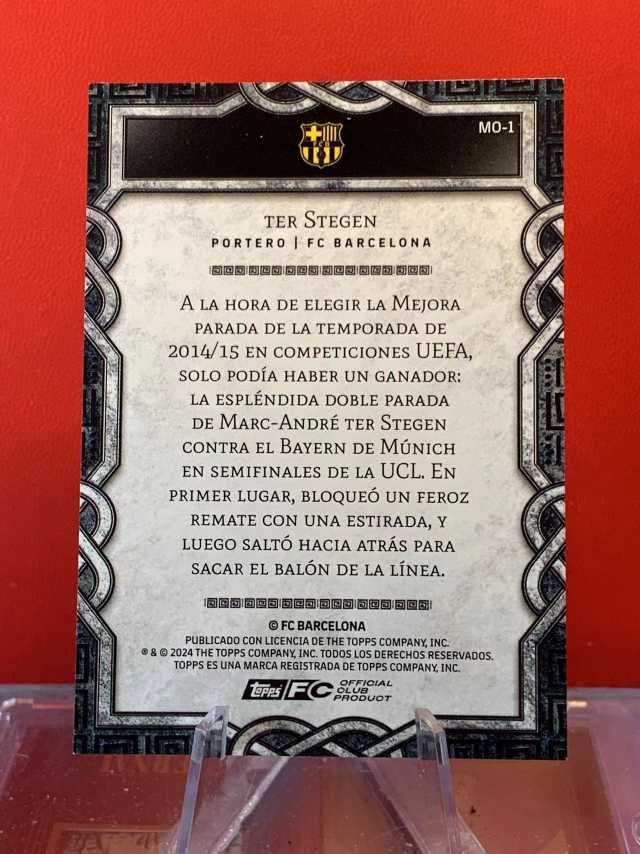 MO-1
FCB
TER STEGEN
PORTERO | FC BARCELONA
A LA HORA DE ELEGIR LA MEJORA
PARADA DE LA TEMPORADA DE
2014/15 EN COMPETICIONES UEFA,
SOLO PODÍA HABER UN GANADOR:
LA ESPLÉNDIDA DOBLE PARADA
DE MARC-ANDRÉ TER STEGEN
CONTRA EL BAYERN DE MÚNICH
EN SEMIFINALES DE LA UCL. EN
PRIMER LUGAR, BLOQUEÓ UN FEROZ
REMATE CON UNA ESTIRADA, Y
LUEGO SALTÓ HACIA ATRÁS PARA
SACAR EL BALÓN DE LA LÍNEA.
© FC BARCELONA
PUBLICADO CON LICENCIA DE THE TOPPS COMPANY, INC.
® & © 2024 THE TOPPS COMPANY, INC. TODOS LOS DERECHOS RESERVADOS.
TOPPS ES UNA MARCA REGISTRADA DE TOPPS COMPANY, INC.
Topps FC OFFICIAL CLUB PRODUCT